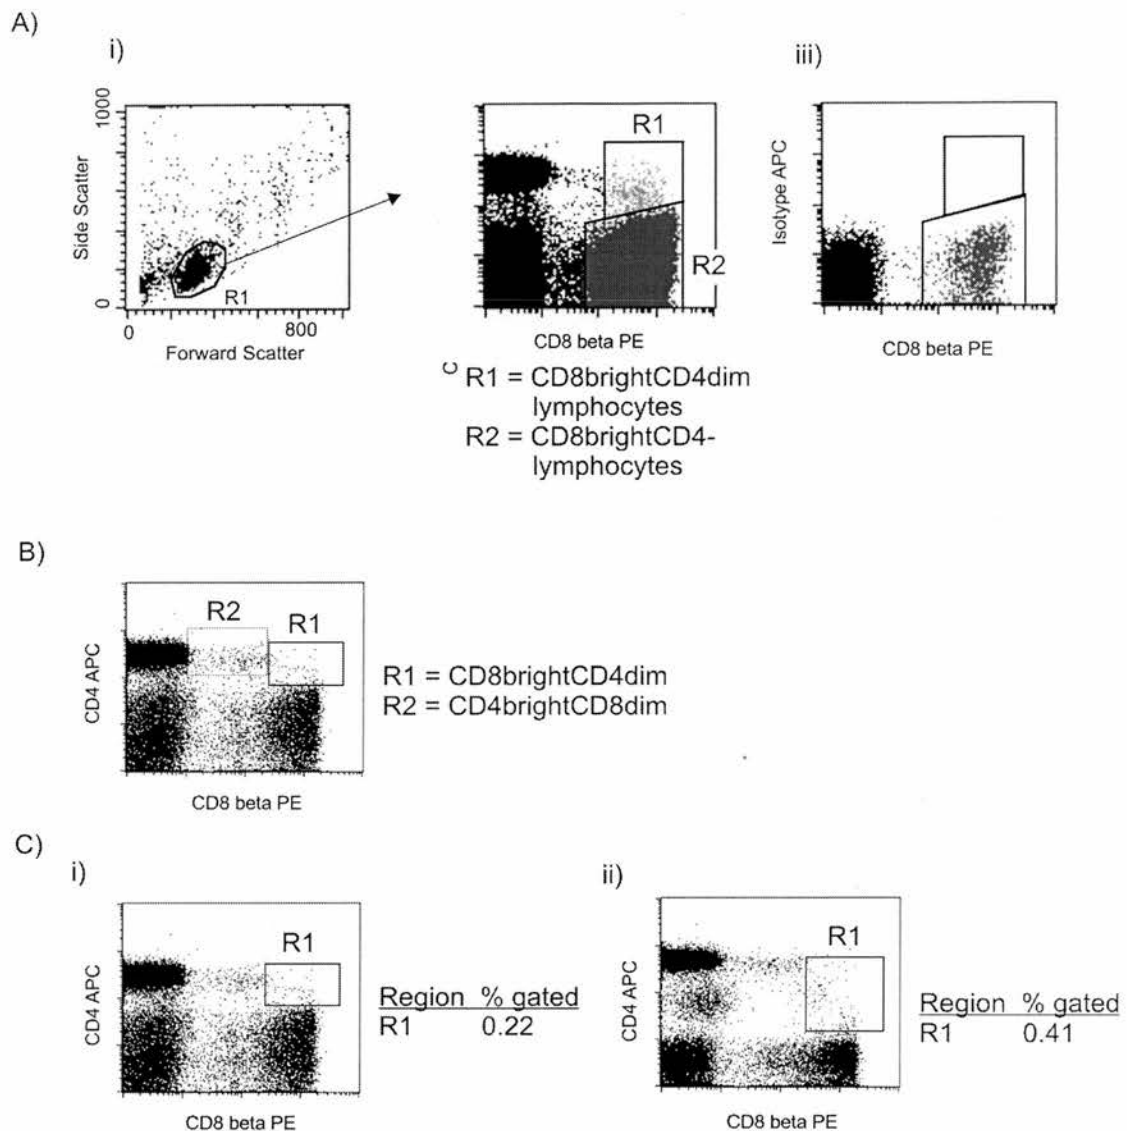 A)
i)
iii)
1000
Side Scatter
0
R1
0
800
Forward Scatter
R1
R2
CD8 beta PE
Isotype APC
CD8 beta PE
C R1 = CD8brightCD4dim
lymphocytes
R2 = CD8brightCD4-
lymphocytes
B)
R2
R1
CD4 APC
CD8 beta PE
R1 = CD8brightCD4dim
R2 = CD4brightCD8dim
C)
i)
ii)
R1
CD4 APC
CD8 beta PE
Region % gated
R1 0.22
R1
CD4 APC
CD8 beta PE
Region % gated
R1 0.41